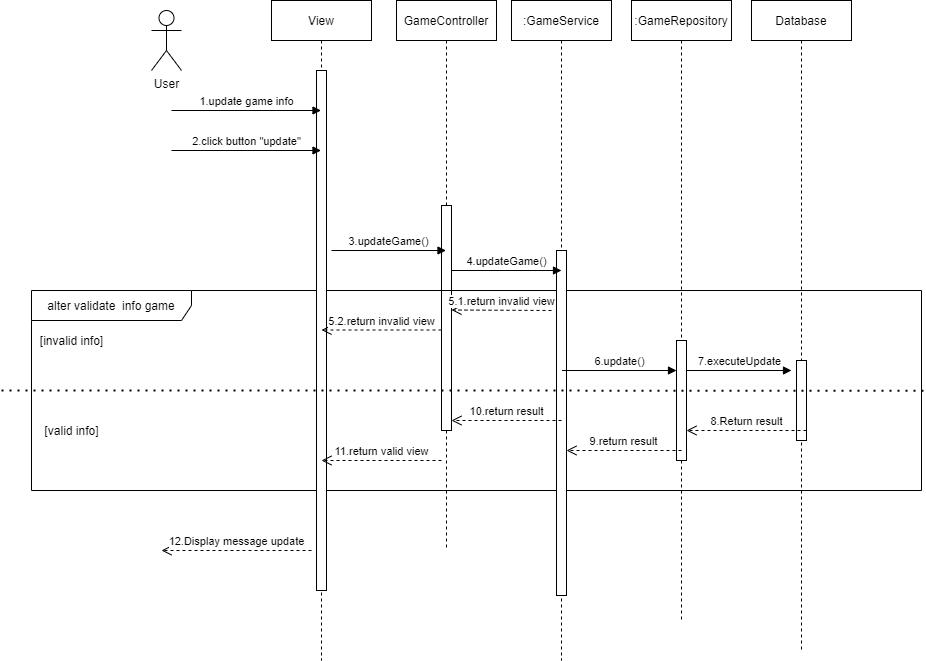 View
GameController
:GameService
:GameRepository
Database
User
1.update game info
2.click button "update"
3.updateGame()
4.updateGame()
alter validate  info game
5.1.return invalid view
5.2.return invalid view
[invalid info]
6.update()
7.executeUpdate
10.return result
8.Return result
[valid info]
9.return result
11.return valid view
12.Display message update